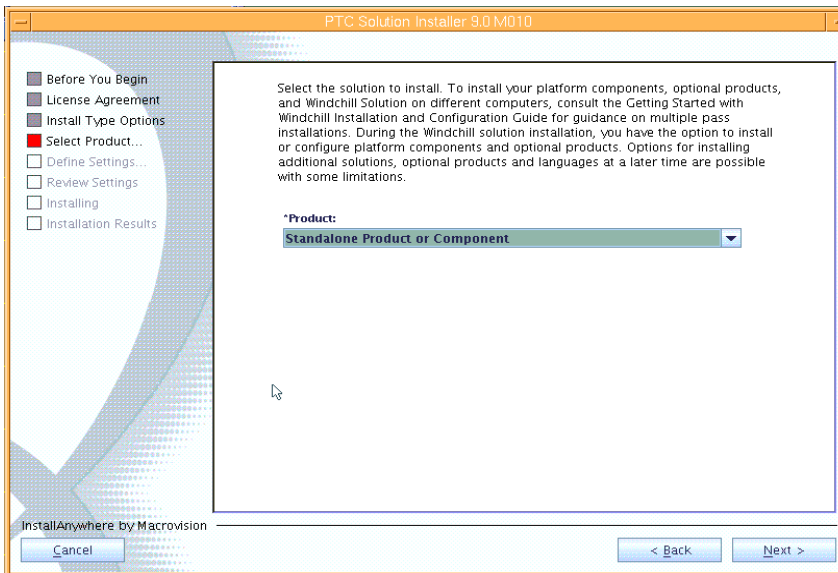 PTC Solution Installer 9.0 M010
Before You Begin
License Agreement
Install Type Options
Select Product...
Define Settings...
Review Settings
Installing
Installation Results
Select the solution to install. To install your platform components, optional products,
and Windchill Solution on different computers, consult the Getting Started with
Windchill Installation and Configuration Guide for guidance on multiple pass
installations. During the Windchill solution installation, you have the option to install
or configure platform components and optional products. Options for installing
additional solutions, optional products and languages at a later time are possible
with some limitations.
*Product:
Standalone Product or Component
InstallAnywhere by Macrovision
Cancel
< Back
Next >